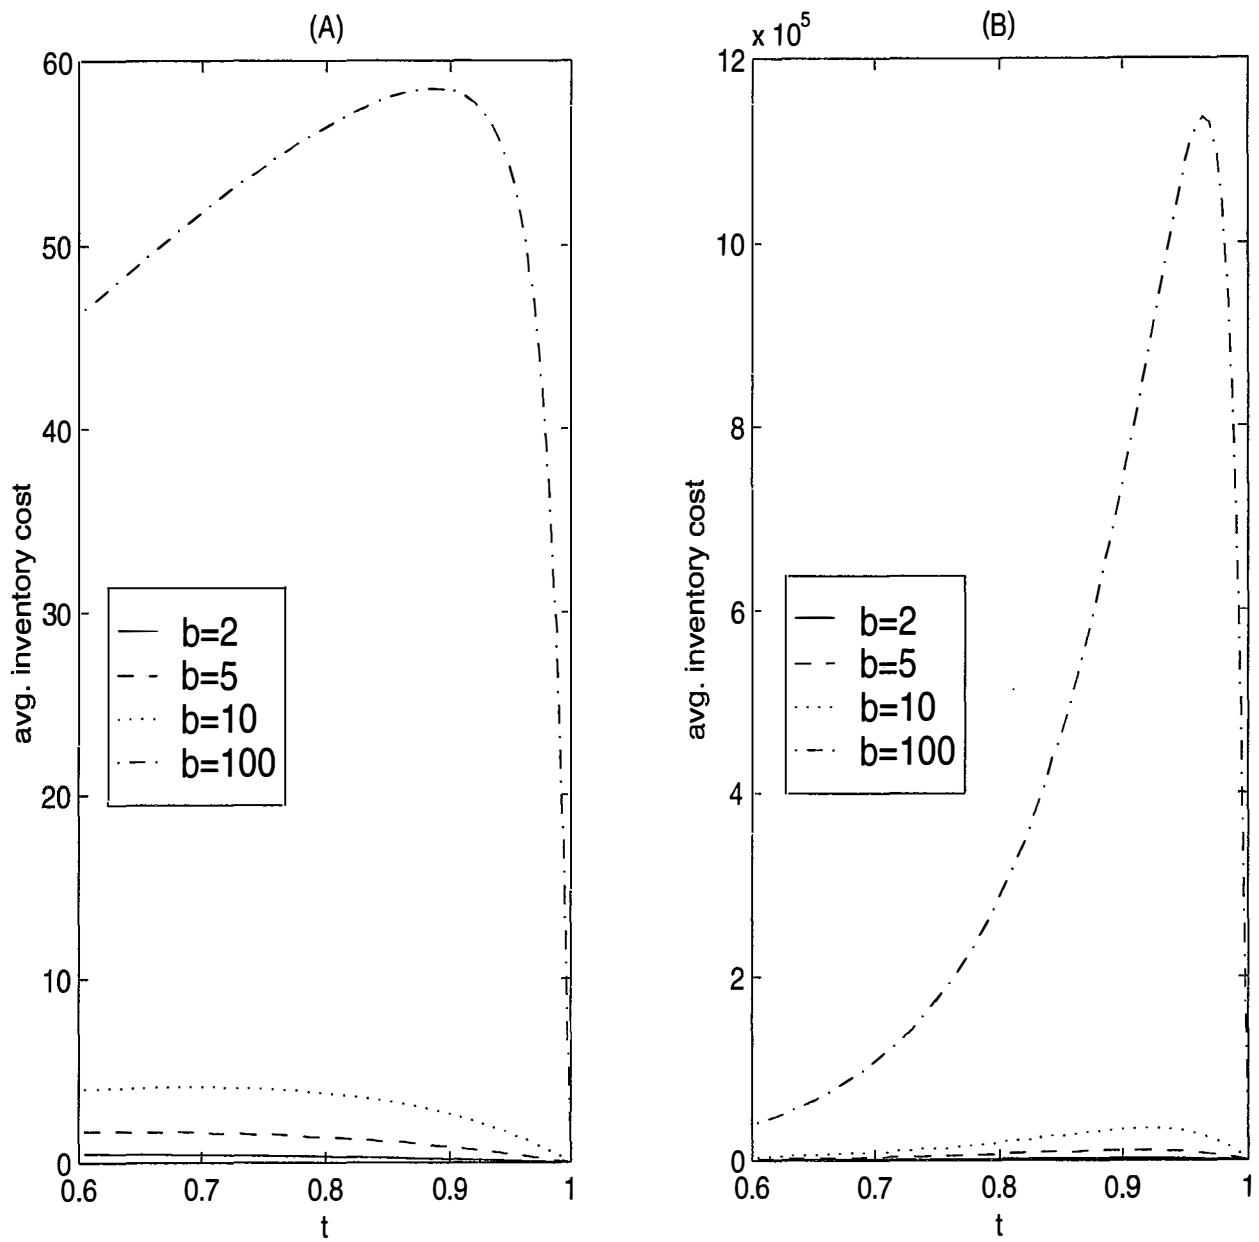 (A)
60
50
40
30
20
10
0
avg. inventory cost
b=2
b=5
b=10
b=100
0.6 0.7 0.8 0.9 1
t
(B)
x 10^5
12
10
8
6
4
2
0
avg. inventory cost
b=2
b=5
b=10
b=100
0.6 0.7 0.8 0.9 1
t